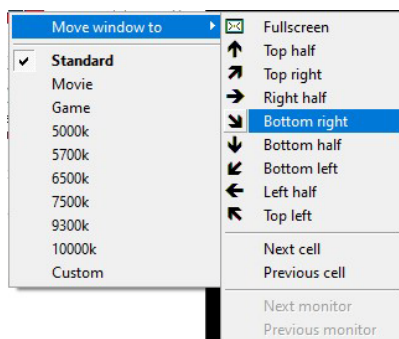 Move window to
Standard
Movie
Game
5000k
5700k
6500k
7500k
9300k
10000k
Custom
Fullscreen
Top half
Top right
Right half
Bottom right
Bottom half
Bottom left
Left half
Top left
Next cell
Previous cell
Next monitor
Previous monitor